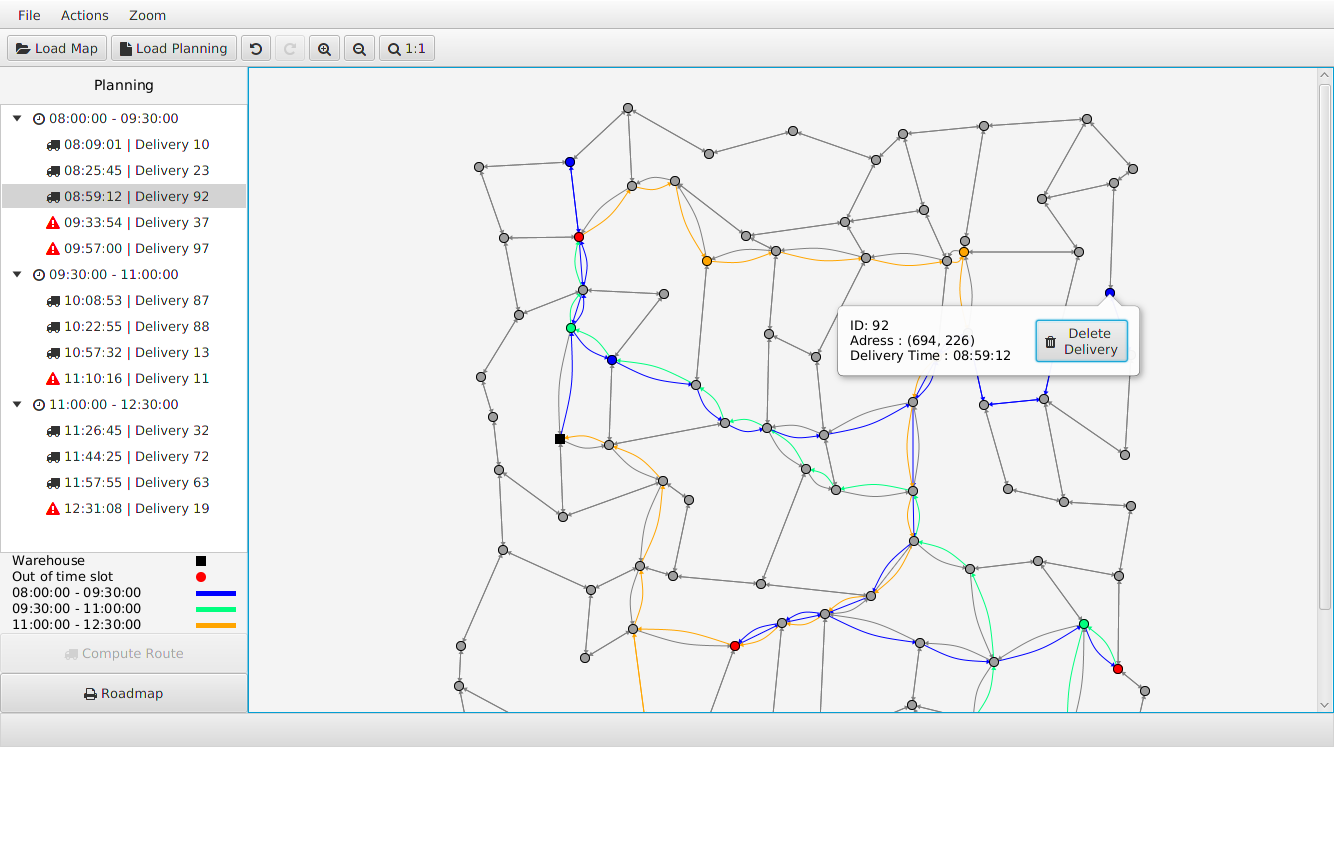 File Actions Zoom
Load Map Load Planning 1:1
Planning
08:00:00 - 09:30:00
08:09:01 | Delivery 10
08:25:45 | Delivery 23
08:59:12 | Delivery 92
09:33:54 | Delivery 37
09:57:00 | Delivery 97
09:30:00 - 11:00:00
10:08:53 | Delivery 87
10:22:55 | Delivery 88
10:57:32 | Delivery 13
11:10:16 | Delivery 11
11:00:00 - 12:30:00
11:26:45 | Delivery 32
11:44:25 | Delivery 72
11:57:55 | Delivery 63
12:31:08 | Delivery 19
Warehouse
Out of time slot
08:00:00 - 09:30:00
09:30:00 - 11:00:00
11:00:00 - 12:30:00
Compute Route
Roadmap
ID: 92
Adress : (694, 226)
Delivery Time : 08:59:12
Delete
Delivery